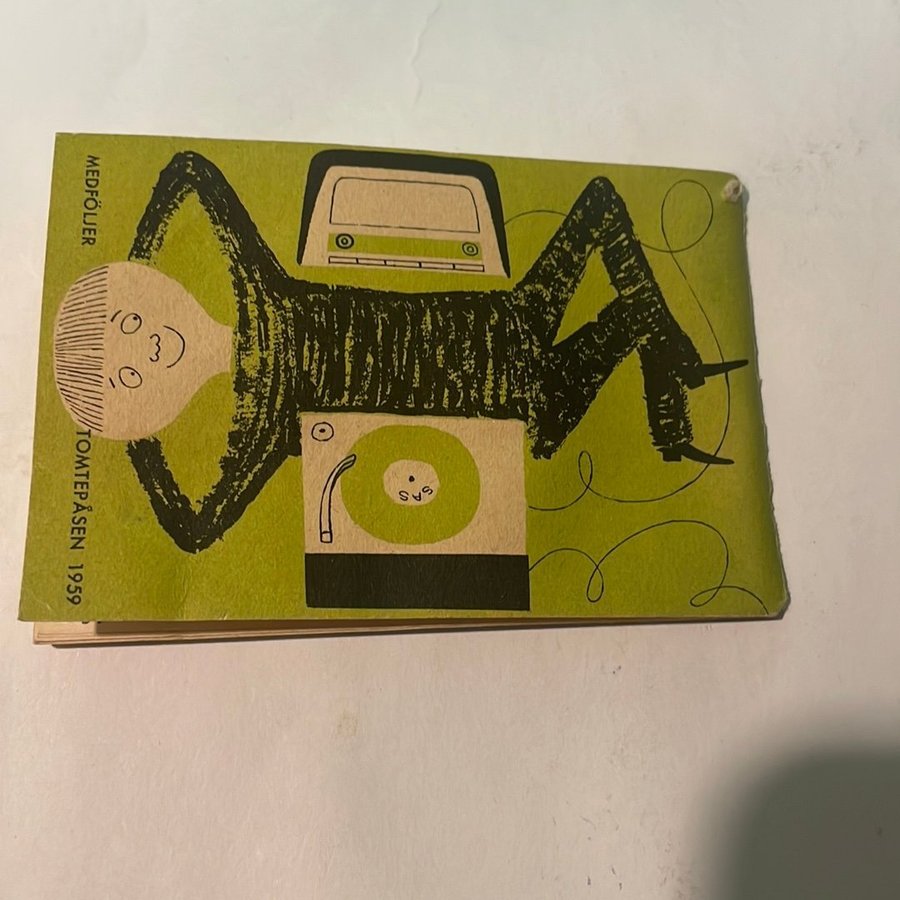 MEDFÖLJER TOMTEPÅSEN 1959
SAS